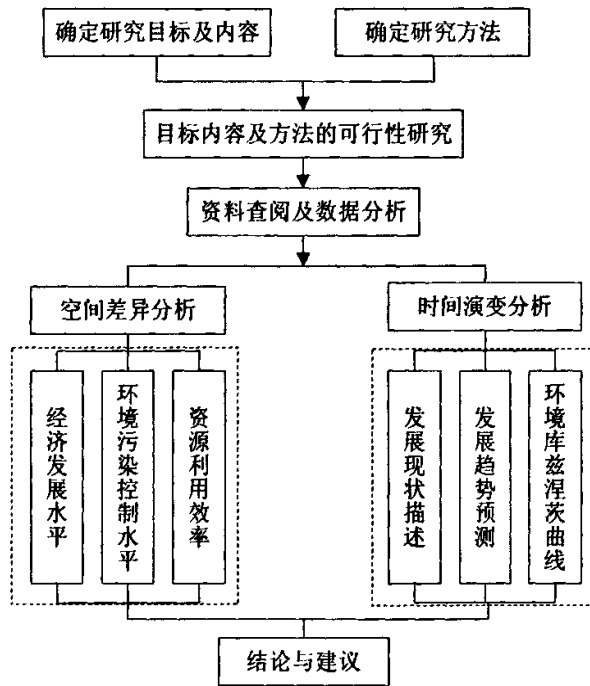 确定研究目标及内容
确定研究方法
目标内容及方法的可行性研究
资料查阅及数据分析
空间差异分析
时间演变分析
经济发展水平
环境污染控制水平
资源利用效率
发展现状描述
发展趋势预测
环境库兹涅茨曲线
结论与建议